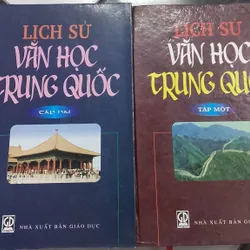 LỊCH SỬ
VĂN HỌC
TRUNG QUỐC
TẬP HAI
NHÀ XUẤT BẢN GIÁO DỤC
LỊCH SỬ
VĂN HỌC
TRUNG QUỐ
TẬP MỘT
NHÀ XUẤT BẢN GIÁO DỤC